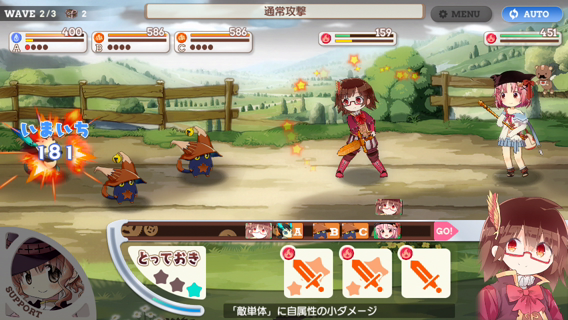 WAVE 2/3 2
通常攻撃
MENU
AUTO
400
A
586
B
586
C
159
451
いまいち
181
A B C GO!
とっておき
SUPPORT
「敵単体」に自属性の小ダメージ